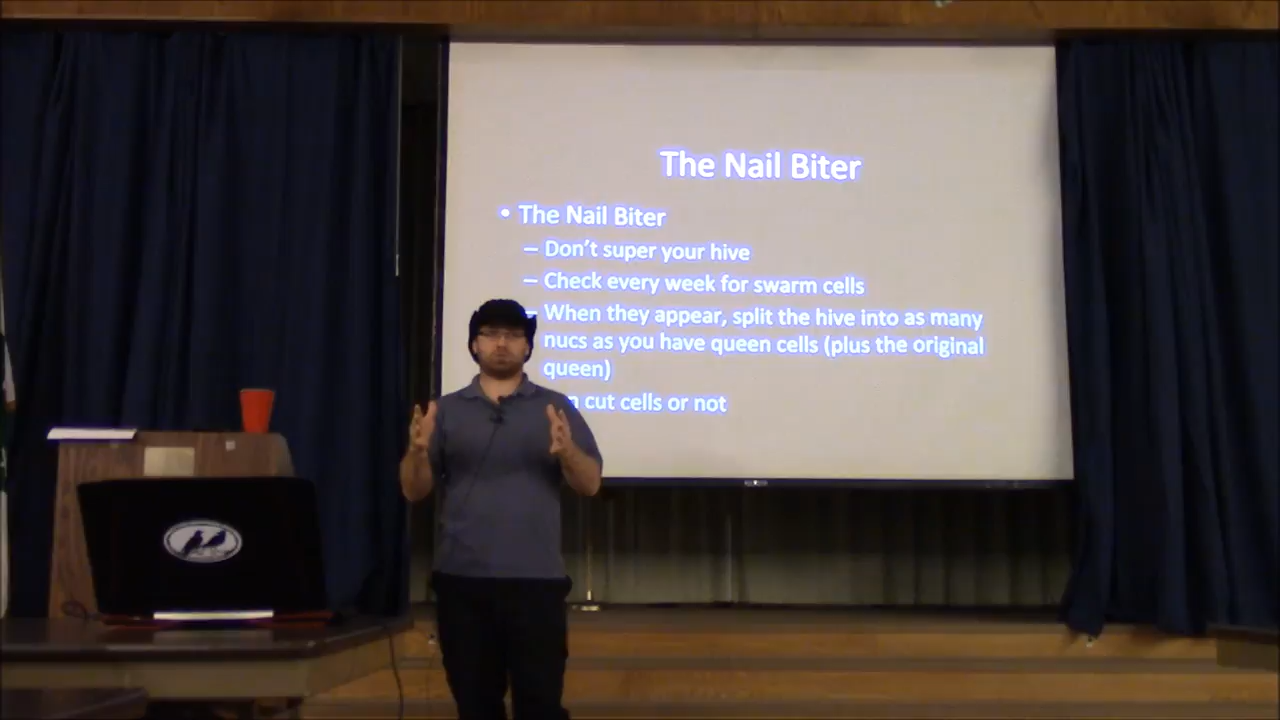 The Nail Biter
• The Nail Biter
– Don't super your hive
– Check every week for swarm cells
– When they appear, split the hive into as many
nucs as you have queen cells (plus the original
queen)
cut cells or not